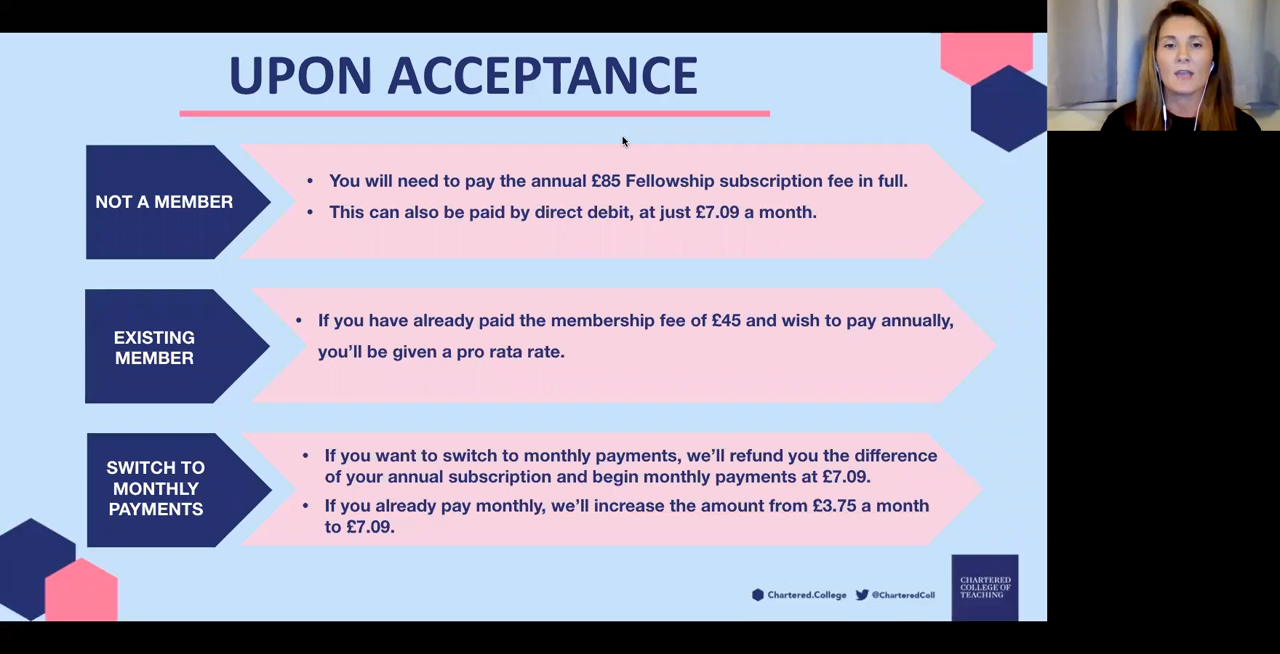 UPON ACCEPTANCE
NOT A MEMBER
• You will need to pay the annual £85 Fellowship subscription fee in full.
• This can also be paid by direct debit, at just £7.09 a month.
EXISTING
MEMBER
• If you have already paid the membership fee of £45 and wish to pay annually,
you’ll be given a pro rata rate.
SWITCH TO
MONTHLY
PAYMENTS
• If you want to switch to monthly payments, we’ll refund you the difference
of your annual subscription and begin monthly payments at £7.09.
• If you already pay monthly, we’ll increase the amount from £3.75 a month
to £7.09.
Chartered.College @CharteredColl
CHARTERED
COLLEGE OF
TEACHING